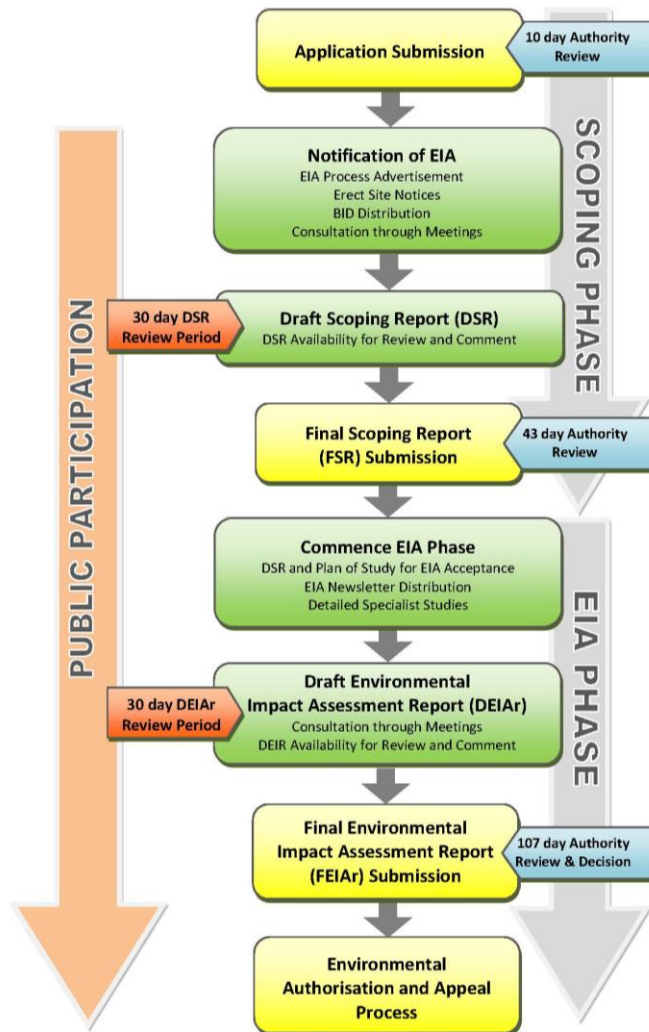 Application Submission
10 day Authority
Review
SCOPING PHASE
Notification of EIA
EIA Process Advertisement
Erect Site Notices
BID Distribution
Consultation through Meetings
PUBLIC PARTICIPATION
30 day DSR
Review Period
Draft Scoping Report (DSR)
DSR Availability for Review and Comment
Final Scoping Report
(FSR) Submission
43 day Authority
Review
Commence EIA Phase
DSR and Plan of Study for EIA Acceptance
EIA Newsletter Distribution
Detailed Specialist Studies
EIA PHASE
30 day DEIAr
Review Period
Draft Environmental
Impact Assessment Report (DEIAr)
Consultation through Meetings
DEIR Availability for Review and Comment
Final Environmental
Impact Assessment Report
(FEIAr) Submission
107 day Authority
Review & Decision
Environmental
Authorisation and Appeal
Process